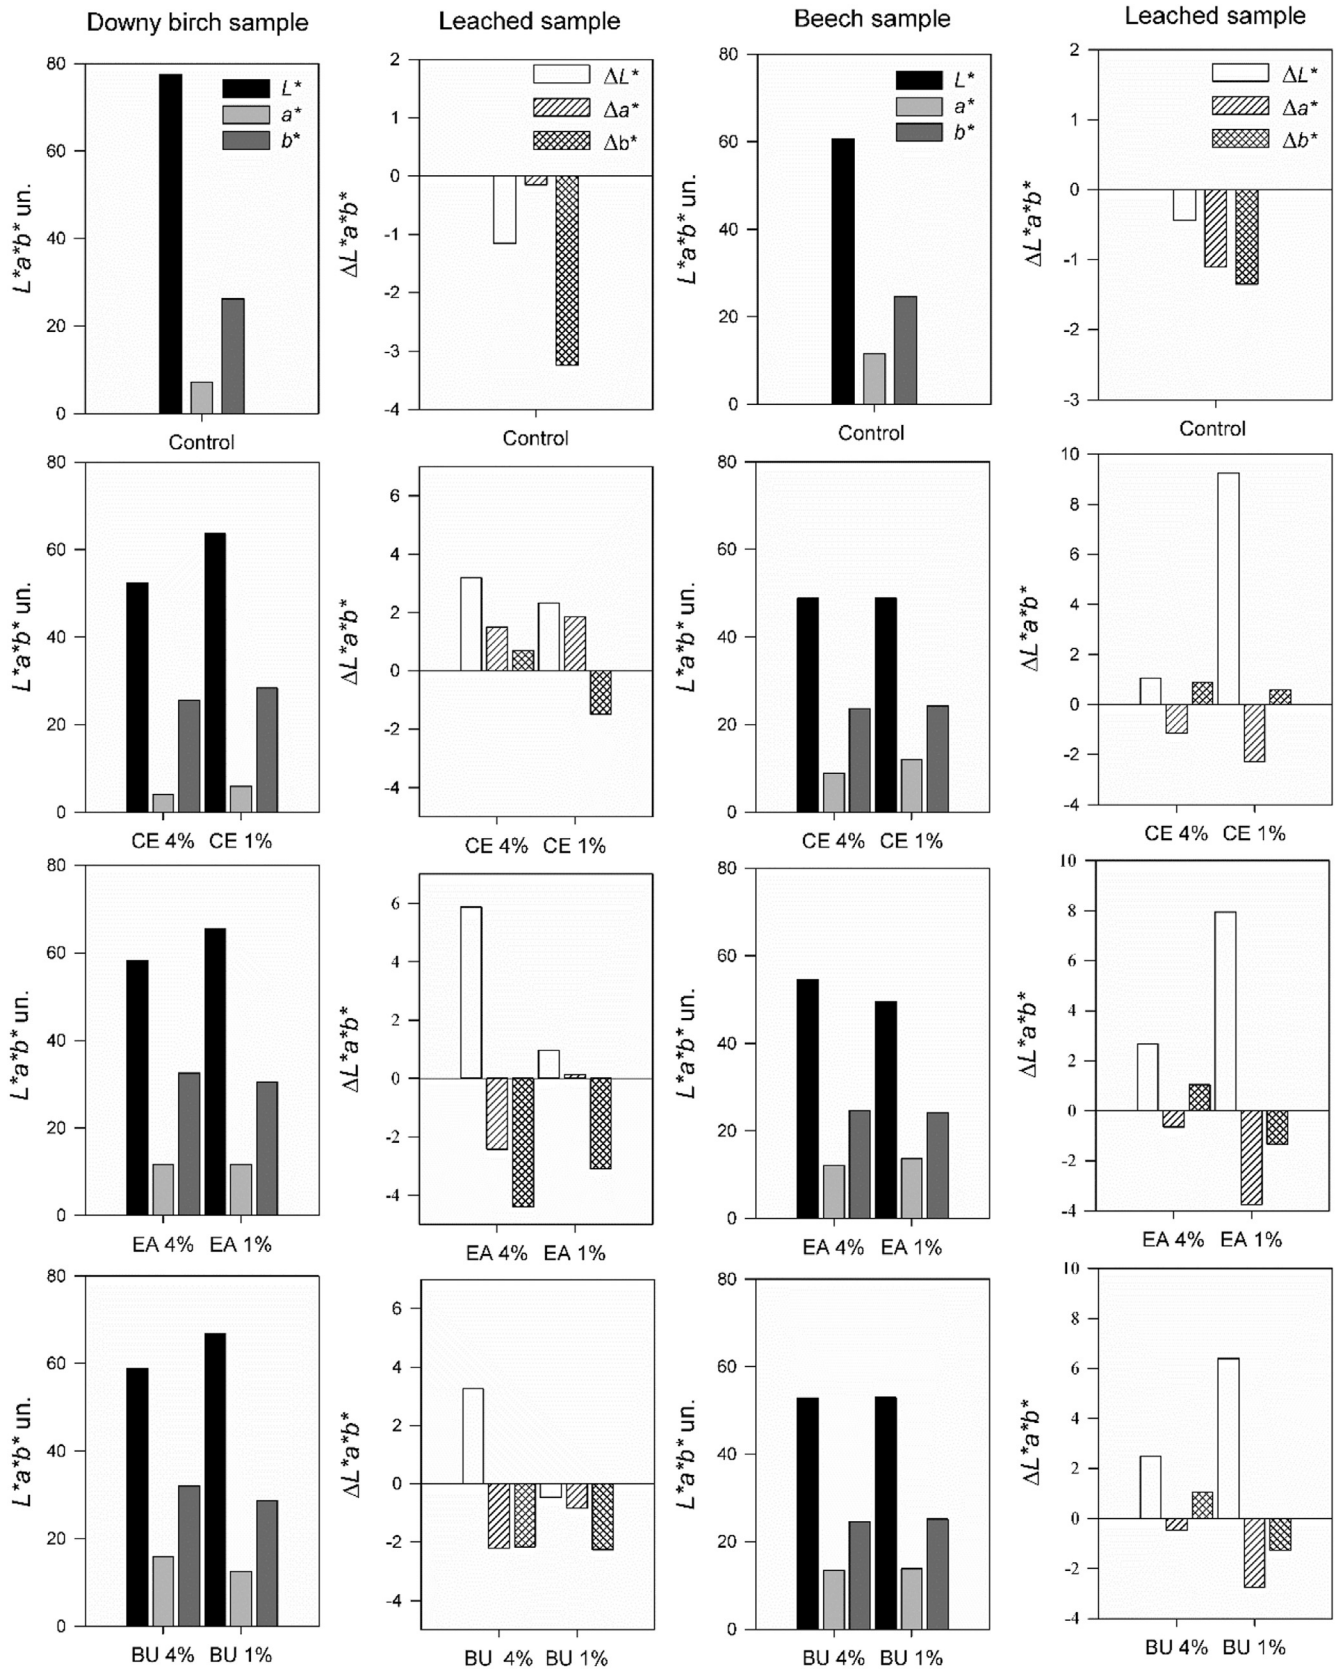 Downy birch sample
Leached sample
Beech sample
Leached sample
80
60
40
20
0
L*a*b* un.
L*
a*
b*
Control
2
1
0
-1
-2
-3
-4
ΔL*a*b*
ΔL*
Δa*
Δb*
Control
80
60
40
20
0
L*a*b* un.
L*
a*
b*
Control
2
1
0
-1
-2
-3
ΔL*a*b*
ΔL*
Δa*
Δb*
Control
80
60
40
20
0
L*a*b* un.
CE 4% CE 1%
6
4
2
0
-2
-4
ΔL*a*b*
CE 4% CE 1%
80
60
40
20
0
L*a*b* un.
CE 4% CE 1%
10
8
6
4
2
0
-2
-4
ΔL*a*b*
CE 4% CE 1%
80
60
40
20
0
L*a*b* un.
EA 4% EA 1%
6
4
2
0
-2
-4
ΔL*a*b*
EA 4% EA 1%
80
60
40
20
0
L*a*b* un.
EA 4% EA 1%
10
8
6
4
2
0
-2
-4
ΔL*a*b*
EA 4% EA 1%
80
60
40
20
0
L*a*b* un.
BU 4% BU 1%
6
4
2
0
-2
-4
ΔL*a*b*
BU 4% BU 1%
80
60
40
20
0
L*a*b* un.
BU 4% BU 1%
10
8
6
4
2
0
-2
-4
ΔL*a*b*
BU 4% BU 1%